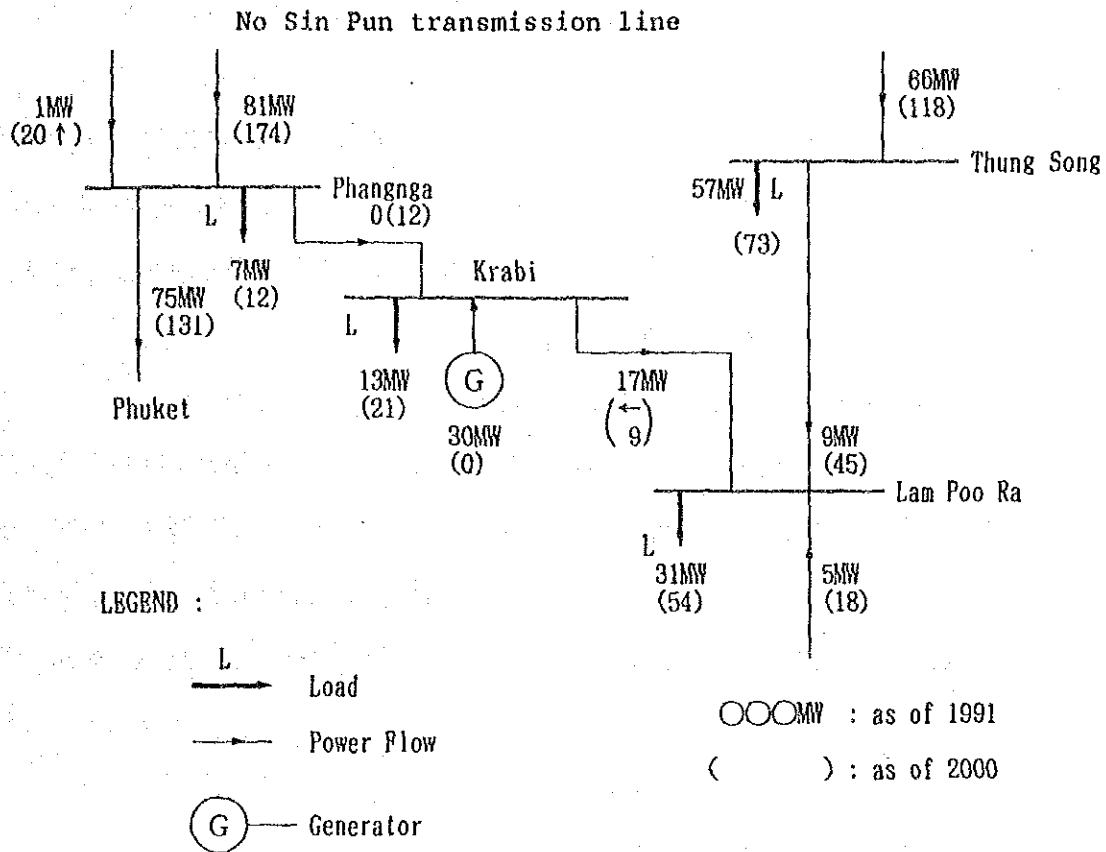 No Sin Pun transmission line
1MW
(20↑)
81MW
(174)
66MW
(118)
Thung Song
57MW L
(73)
Phangnga
0(12)
L
7MW
(12)
75MW
(131)
Phuket
Krabi
L
13MW
(21)
G
30MW
(0)
17MW
(←
9)
9MW
(45)
Lam Poo Ra
L
31MW
(54)
5MW
(18)
LEGEND :
L
Load
Power Flow
G Generator
○○○MW : as of 1991
( ) : as of 2000